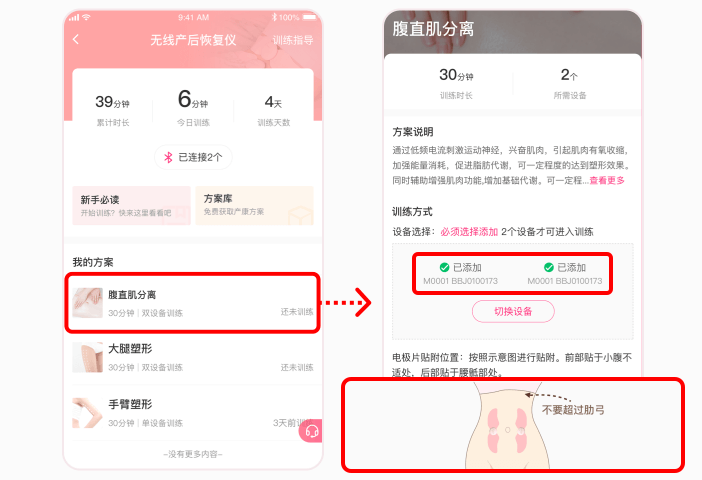 9:41 AM
100%
无线产后恢复仪
训练指导
39分钟
6分钟
4天
累计时长
今日训练
训练天数
已连接2个
新手必读
开始训练？快来这里看看吧
方案库
免费获取产康方案
我的方案
腹直肌分离
30分钟 | 双设备训练
还未训练
大腿塑形
30分钟 | 双设备训练
还未训练
手臂塑形
30分钟 | 单设备训练
3天前训练
~没有更多内容~
腹直肌分离
30分钟
2个
训练时长
所需设备
方案说明
通过低频电流刺激运动神经，兴奋肌肉，引起肌肉有氧收缩，
加强能量消耗，促进脂肪代谢，可一定程度的达到塑形效果。
同时辅助增强肌肉功能,增加基础代谢。可一定程...查看更多
训练方式
设备选择：必须选择添加 2个设备才可进入训练
已添加
M0001 BBJ0100173
已添加
M0001 BBJ0100173
切换设备
电极片贴附位置：按照示意图进行贴附。前部贴于小腹不
适处，后部贴于腰骶部处。
不要超过肋弓